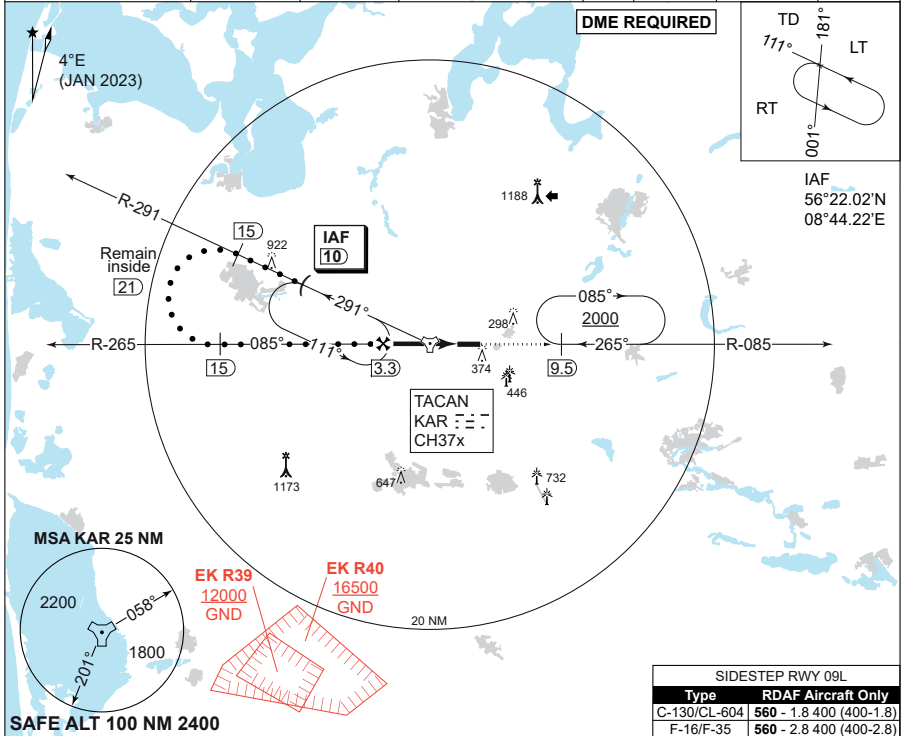 DME REQUIRED
4°E
(JAN 2023)
TD
181°
111°
LT
RT
001°
IAF
56°22.02'N
08°44.22'E
1188
R-291
15
922
IAF
10
Remain
inside
21
291°
298
085°
2000
265°
R-265
085°
111°
R-085
15
3.3
374
9.5
446
TACAN
KAR
CH37x
1173
647
732
MSA KAR 25 NM
2200
058°
1800
201°
SAFE ALT 100 NM 2400
EK R39
12000
GND
EK R40
16500
GND
20 NM
SIDESTEP RWY 09L
Type RDAF Aircraft Only
C-130/CL-604 560 - 1.8 400 (400-1.8)
F-16/F-35 560 - 2.8 400 (400-2.8)